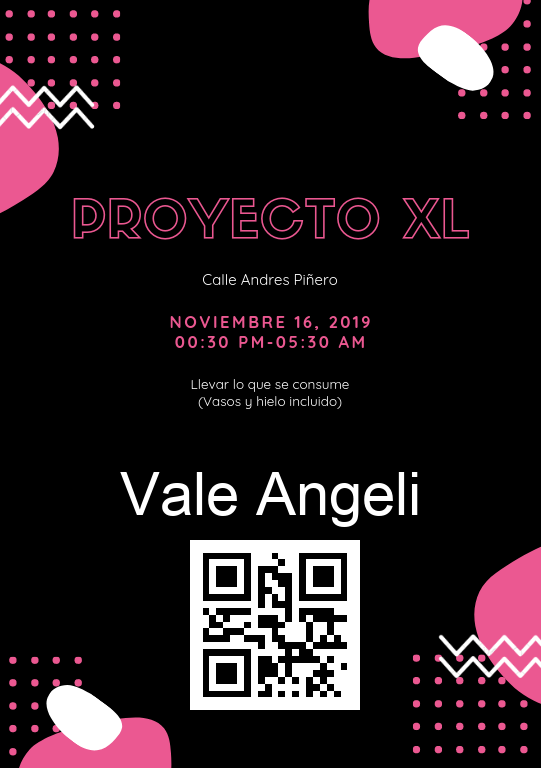 PROYECTO XL
Calle Andres Piñero
NOVIEMBRE 16, 2019
00:30 PM-05:30 AM
Llevar lo que se consume
(Vasos y hielo incluido)
Vale Angeli